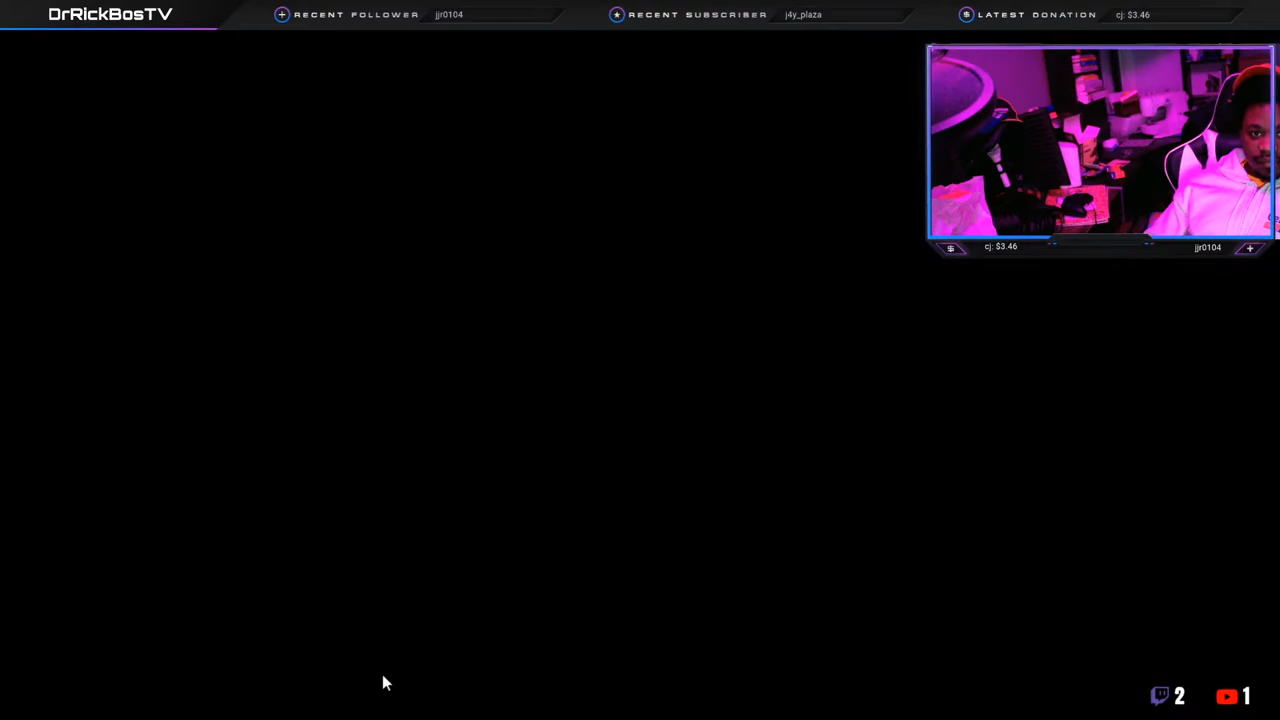 DrRickBosTV
RECENT FOLLOWER jjr0104
RECENT SUBSCRIBER j4y_plaza
LATEST DONATION cj: $3.46
cj: $3.46
jjr0104
2
1